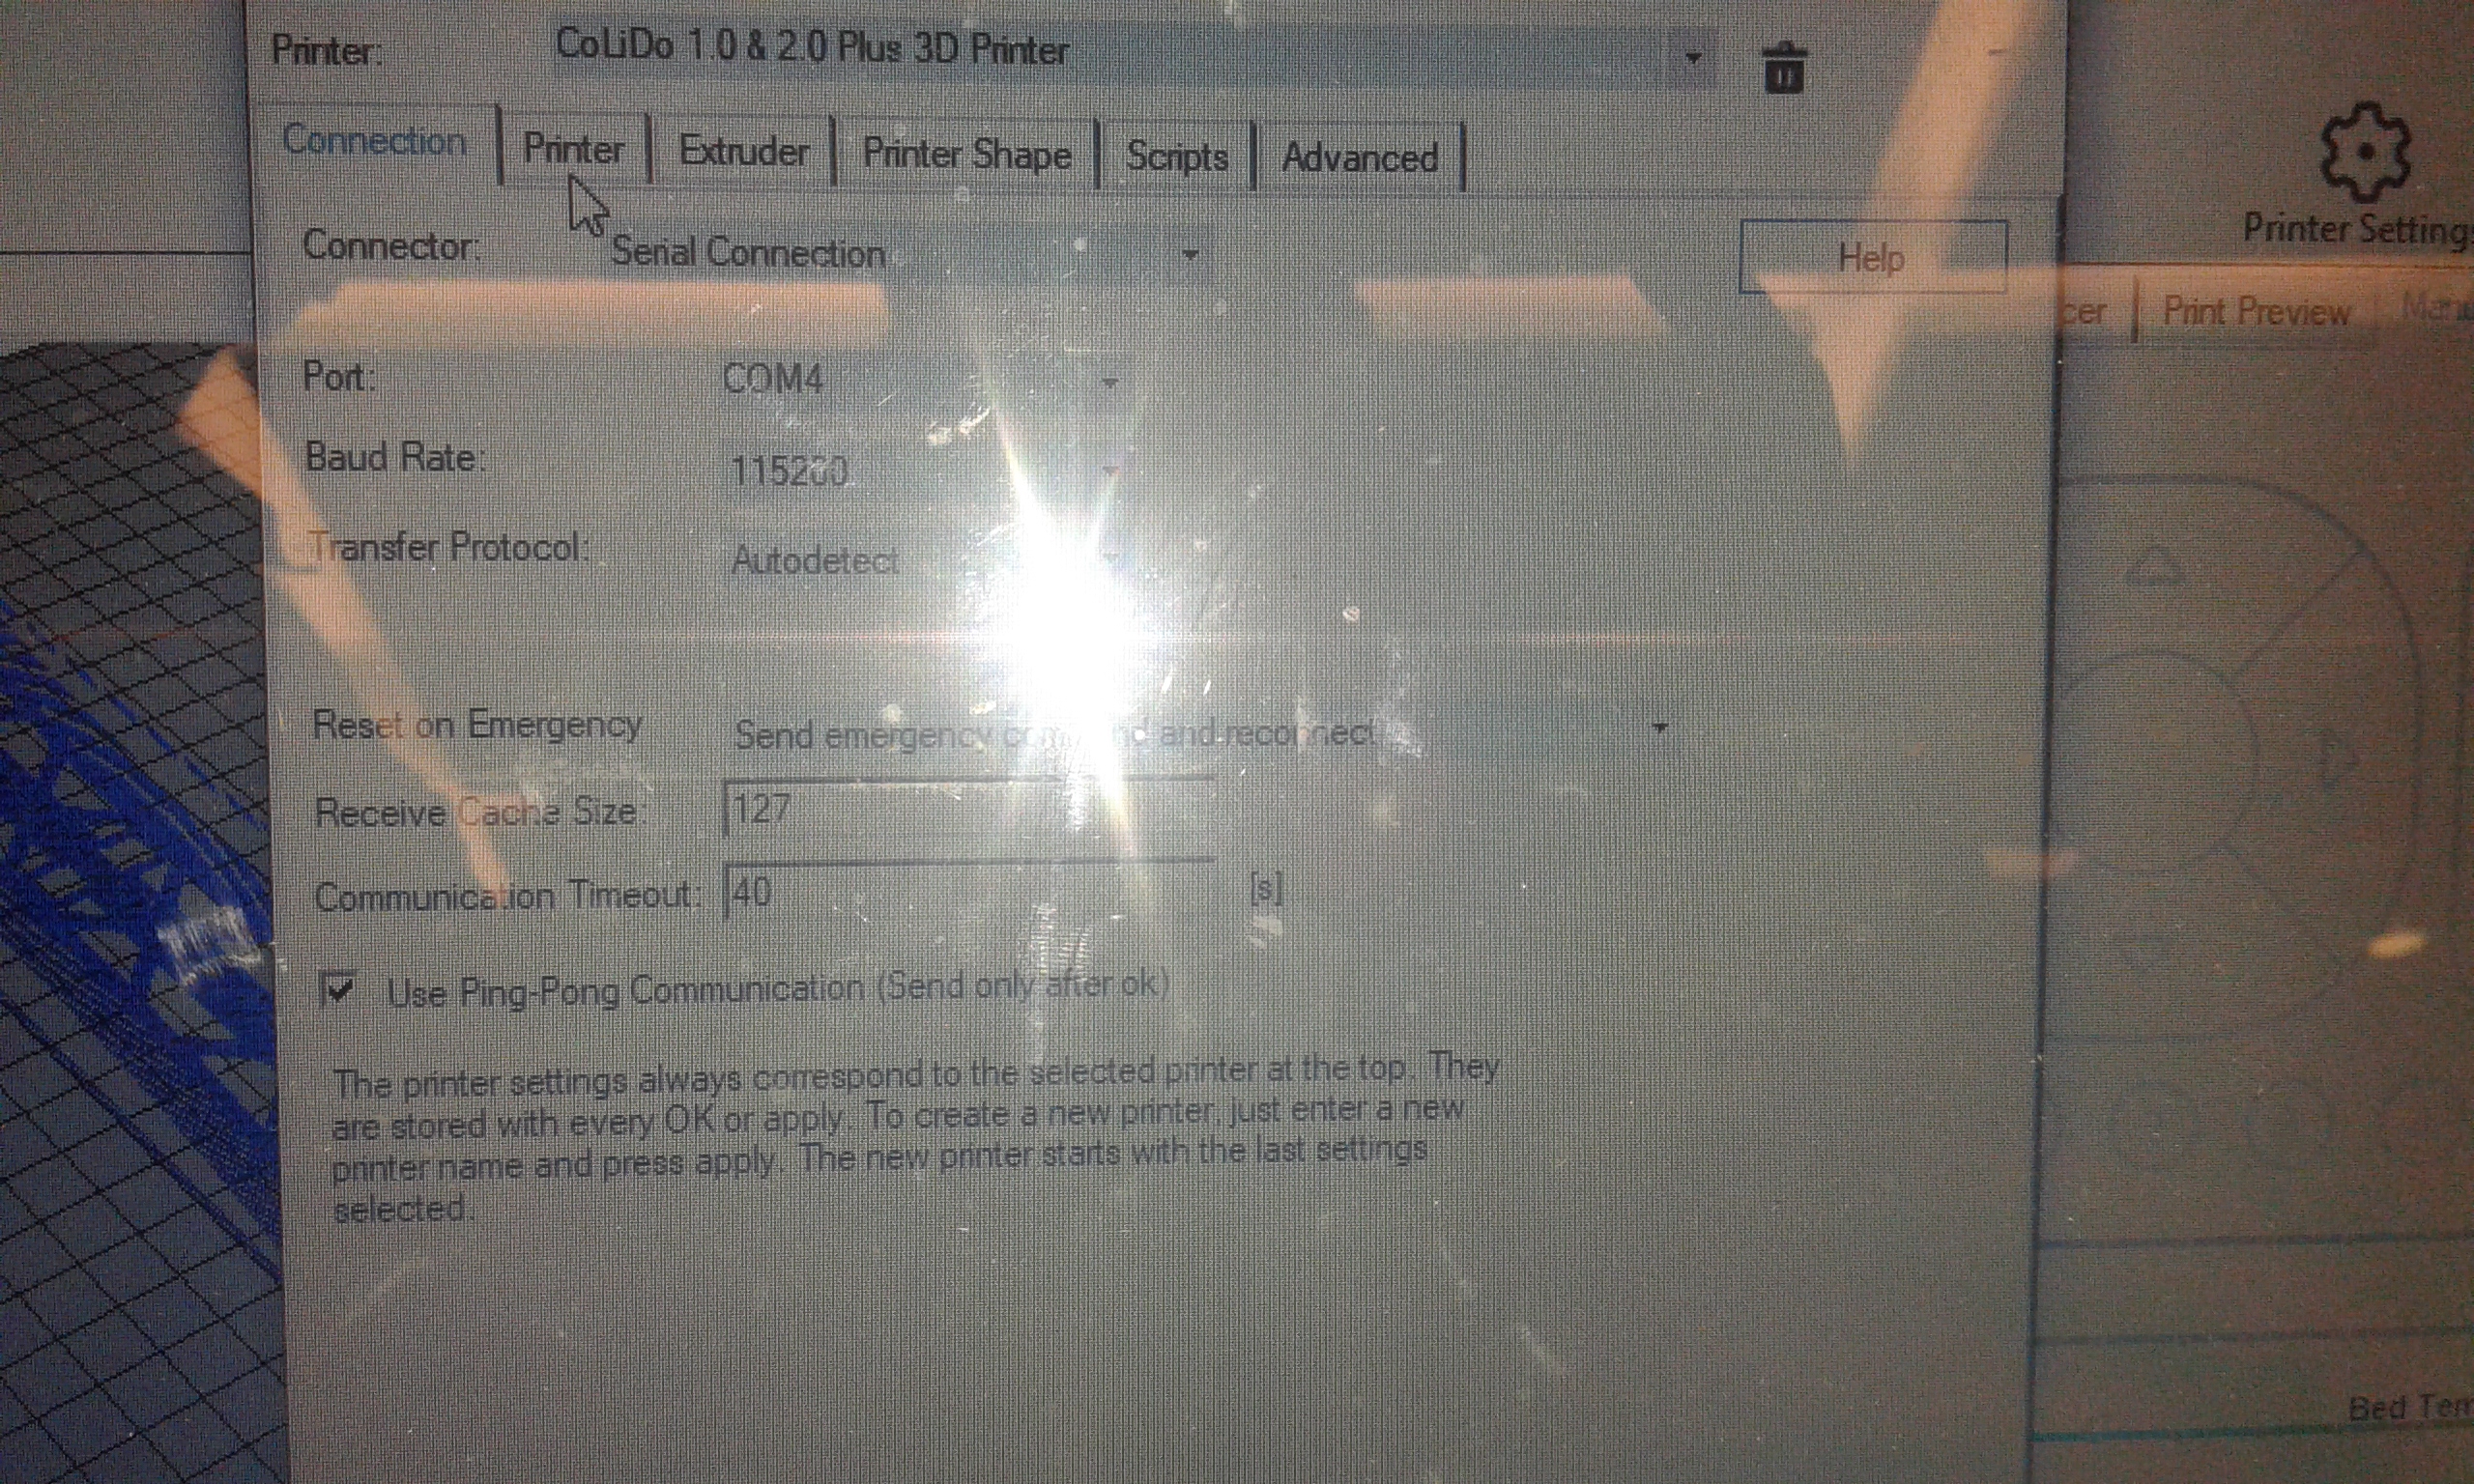 Printer: CoLiDo 1.0 & 2.0 Plus 3D Printer
Connection Printer Extruder Printer Shape Scripts Advanced
Connector: Serial Connection Help
Printer Setting
Print Preview
Port: COM4
Baud Rate: 115200
Transfer Protocol: Autodetect
Reset on Emergency Send emergency command and reconnect
Receive Cache Size: 127
Communication Timeout: 40 [s]
Use Ping-Pong Communication (Send only after ok)
The printer settings always correspond to the selected printer at the top. They
are stored with every OK or apply. To create a new printer, just enter a new
printer name and press apply. The new printer starts with the last settings
selected.
Bed Tem